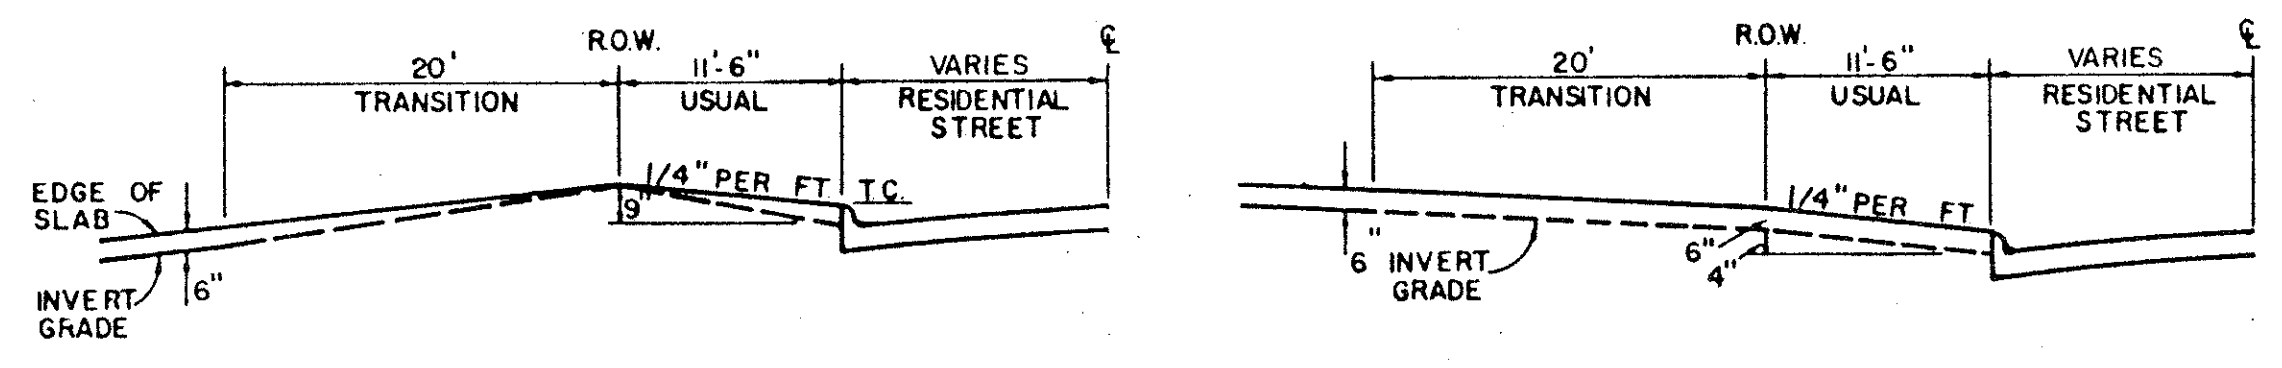 R.O.W.
℄
20'
11'-6"
VARIES
TRANSITION
USUAL
RESIDENTIAL
STREET
1/4" PER FT
T.C.
9"
EDGE OF
SLAB
6"
INVERT
GRADE
R.O.W.
℄
20'
11'-6"
VARIES
TRANSITION
USUAL
RESIDENTIAL
STREET
1/4" PER FT
6"
INVERT
GRADE
6"
4"